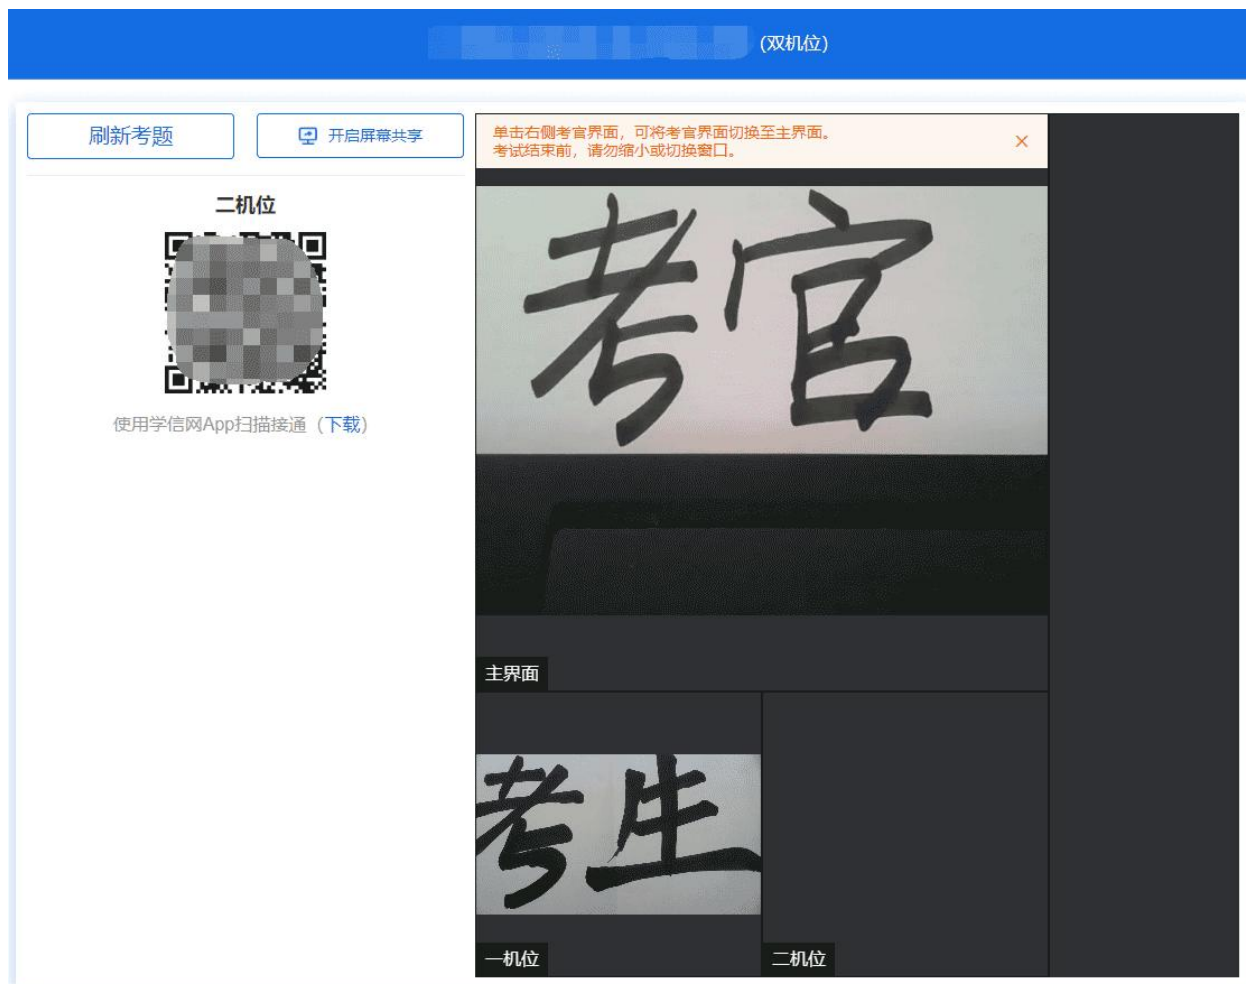 (双机位)
刷新考题
开启屏幕共享
二机位
使用学信网App扫描接通（下载）
单击右侧考官界面，可将考官界面切换至主界面。
考试结束前，请勿缩小或切换窗口。
考官
主界面
考生
一机位
二机位